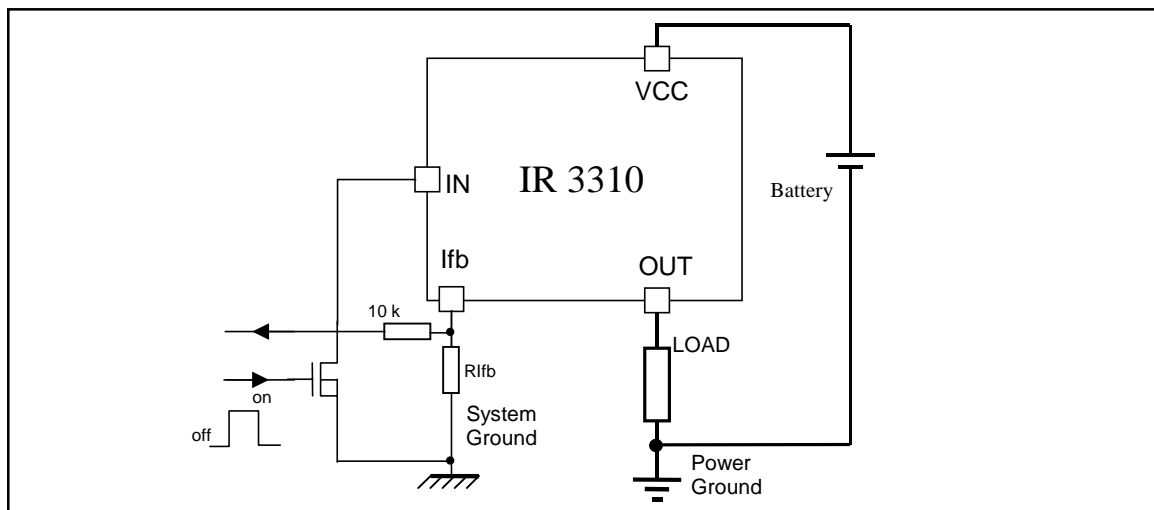 VCC
IN
IR 3310
Battery
Ifb
OUT
10 k
LOAD
RIfb
on
off
System
Ground
Power
Ground